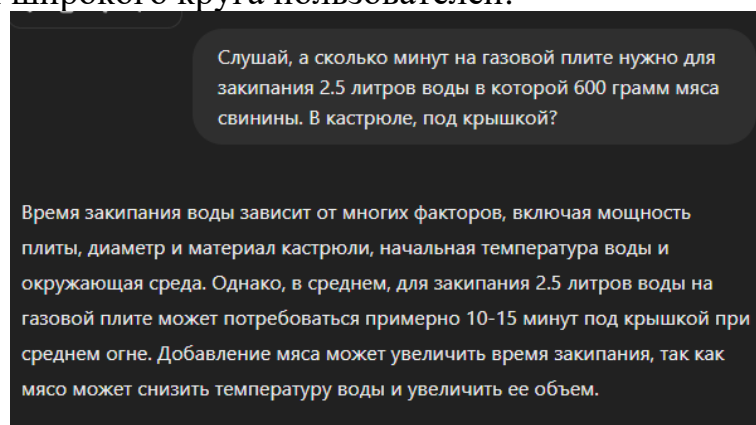 широкого круга пользователей.
Слушай, а сколько минут на газовой плите нужно для
закипания 2.5 литров воды в которой 600 грамм мяса
свинины. В кастрюле, под крышкой?
Время закипания воды зависит от многих факторов, включая мощность
плиты, диаметр и материал кастрюли, начальная температура воды и
окружающая среда. Однако, в среднем, для закипания 2.5 литров воды на
газовой плите может потребоваться примерно 10-15 минут под крышкой при
среднем огне. Добавление мяса может увеличить время закипания, так как
мясо может снизить температуру воды и увеличить ее объем.